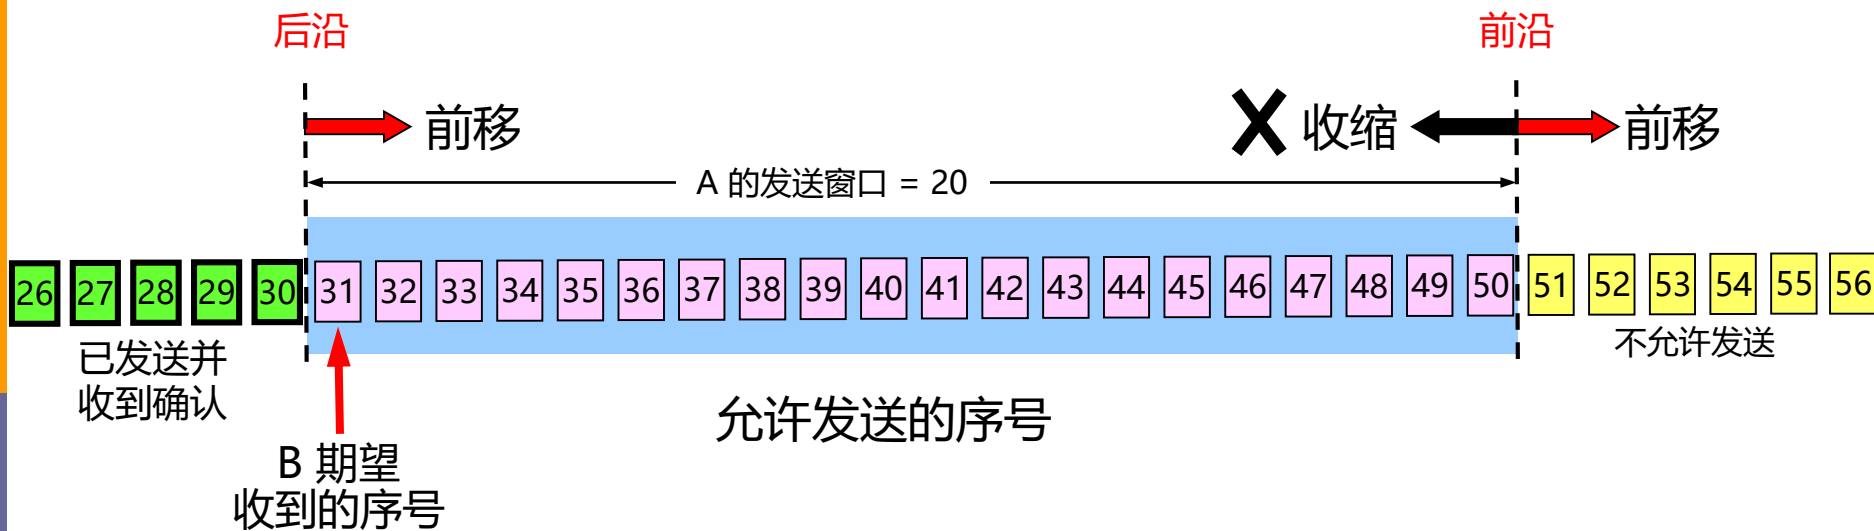 后沿
前沿
前移
收缩
前移
A 的发送窗口 = 20
26 27 28 29 30 31 32 33 34 35 36 37 38 39 40 41 42 43 44 45 46 47 48 49 50 51 52 53 54 55 56
已发送并
收到确认
不允许发送
允许发送的序号
B 期望
收到的序号